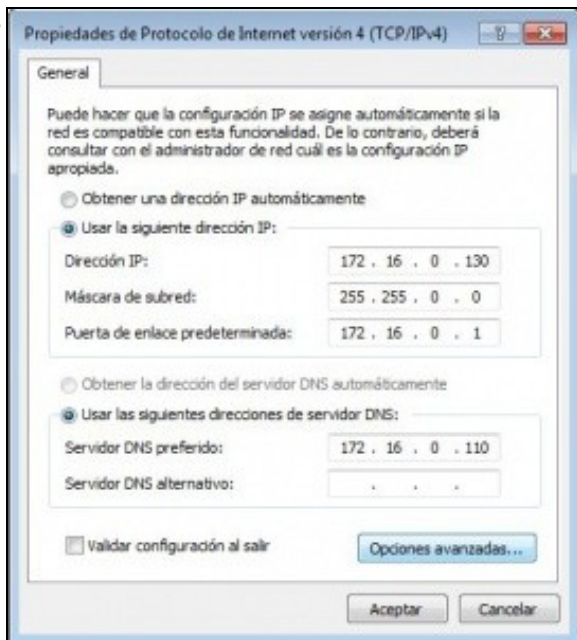 Propiedades de Protocolo de Internet versión 4 (TCP/IPv4)
General
Puede hacer que la configuración IP se asigne automáticamente si la
red es compatible con esta funcionalidad. De lo contrario, deberá
consultar con el administrador de red cuál es la configuración IP
apropiada.
Obtener una dirección IP automáticamente
Usar la siguiente dirección IP:
Dirección IP: 172 . 16 . 0 . 130
Máscara de subred: 255 . 255 . 0 . 0
Puerta de enlace predeterminada: 172 . 16 . 0 . 1
Obtener la dirección del servidor DNS automáticamente
Usar las siguientes direcciones de servidor DNS:
Servidor DNS preferido: 172 . 16 . 0 . 110
Servidor DNS alternativo: . . .
Validar configuración al salir
Opciones avanzadas...
Aceptar Cancelar